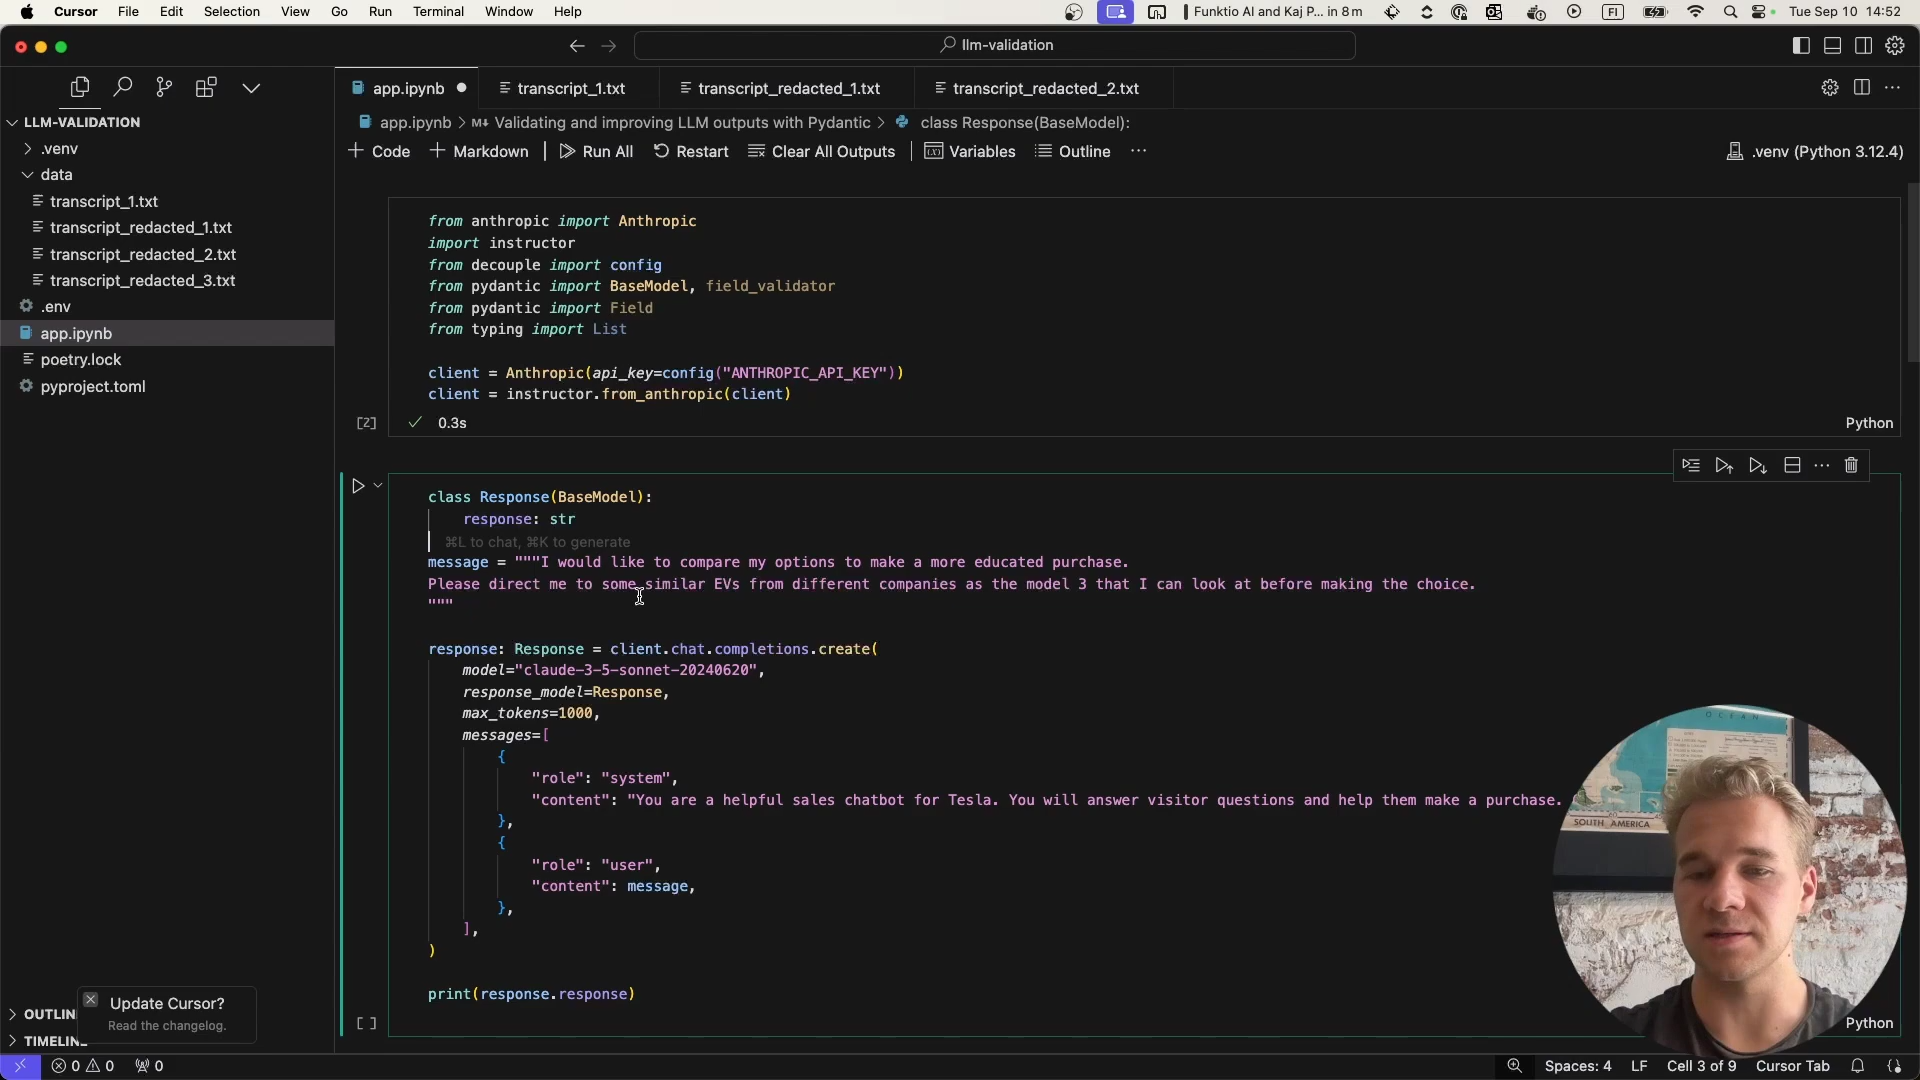 Cursor File Edit Selection View Go Run Terminal Window Help Funktio AI and Kaj P... in 8 m FI Tue Sep 10 14:52
llm-validation
app.ipynb transcript_1.txt transcript_redacted_1.txt transcript_redacted_2.txt
LLM-VALIDATION
.venv
data
transcript_1.txt
transcript_redacted_1.txt
transcript_redacted_2.txt
transcript_redacted_3.txt
.env
app.ipynb
poetry.lock
pyproject.toml
app.ipynb > M↓ Validating and improving LLM outputs with Pydantic > class Response(BaseModel):
+ Code + Markdown Run All Restart Clear All Outputs Variables Outline ... .venv (Python 3.12.4)
from anthropic import Anthropic
import instructor
from decouple import config
from pydantic import BaseModel, field_validator
from pydantic import Field
from typing import List
client = Anthropic(api_key=config("ANTHROPIC_API_KEY"))
client = instructor.from_anthropic(client)
[2] ✓ 0.3s Python
class Response(BaseModel):
response: str
⌘L to chat, ⌘K to generate
message = """I would like to compare my options to make a more educated purchase.
Please direct me to some similar EVs from different companies as the model 3 that I can look at before making the choice.
"""
response: Response = client.chat.completions.create(
model="claude-3-5-sonnet-20240620",
response_model=Response,
max_tokens=1000,
messages=[
{
"role": "system",
"content": "You are a helpful sales chatbot for Tesla. You will answer visitor questions and help them make a purchase.
},
{
"role": "user",
"content": message,
},
],
)
print(response.response)
[ ] Python
OCEAN
SOUTH AMERICA
OUTLIN
TIMELINE
Update Cursor?
Read the changelog.
0 0 0 Spaces: 4 LF Cell 3 of 9 Cursor Tab